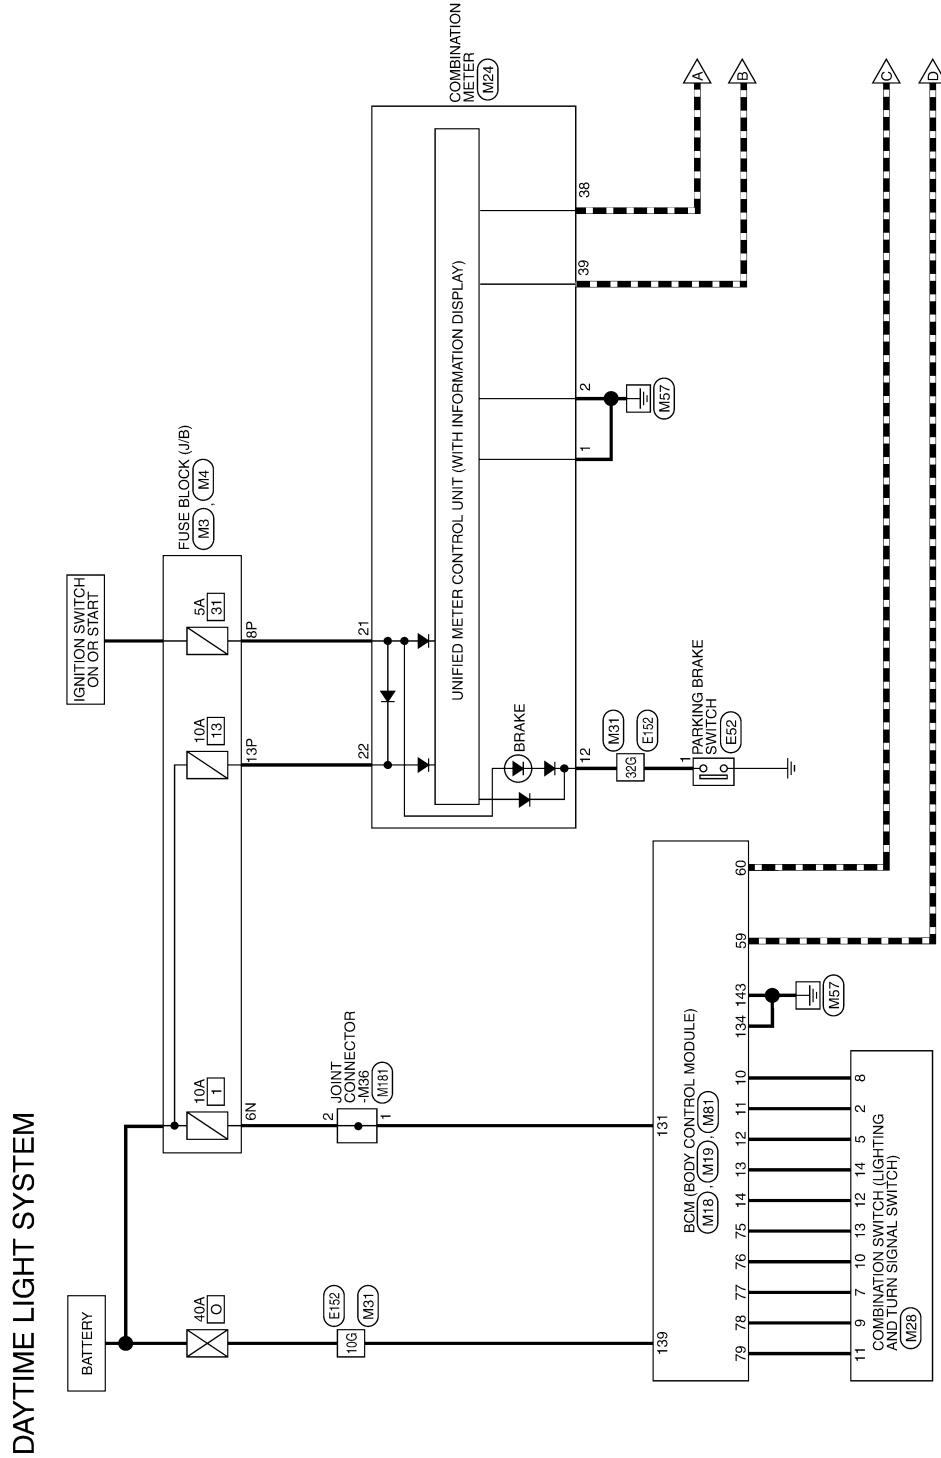 DAYTIME LIGHT SYSTEM
BATTERY
IGNITION SWITCH
ON OR START
40A
O
10A
1
10A
13
5A
31
FUSE BLOCK (J/B)
M3 , M4
6N
13P
8P
E152
M31
10G
JOINT
CONNECTOR
-M36
M181
2
1
22
21
COMBINATION
METER
M24
UNIFIED METER CONTROL UNIT (WITH INFORMATION DISPLAY)
BRAKE
12
1
2
39
38
M31
E152
32G
1
PARKING BRAKE
SWITCH
E52
M57
A
B
C
D
139
131
BCM (BODY CONTROL MODULE)
M18 , M19 , M81
79
78
77
76
75
14
13
12
11
10
134
143
59
60
M57
11
9
7
10
13
12
14
5
2
8
COMBINATION SWITCH (LIGHTING
AND TURN SIGNAL SWITCH)
M28